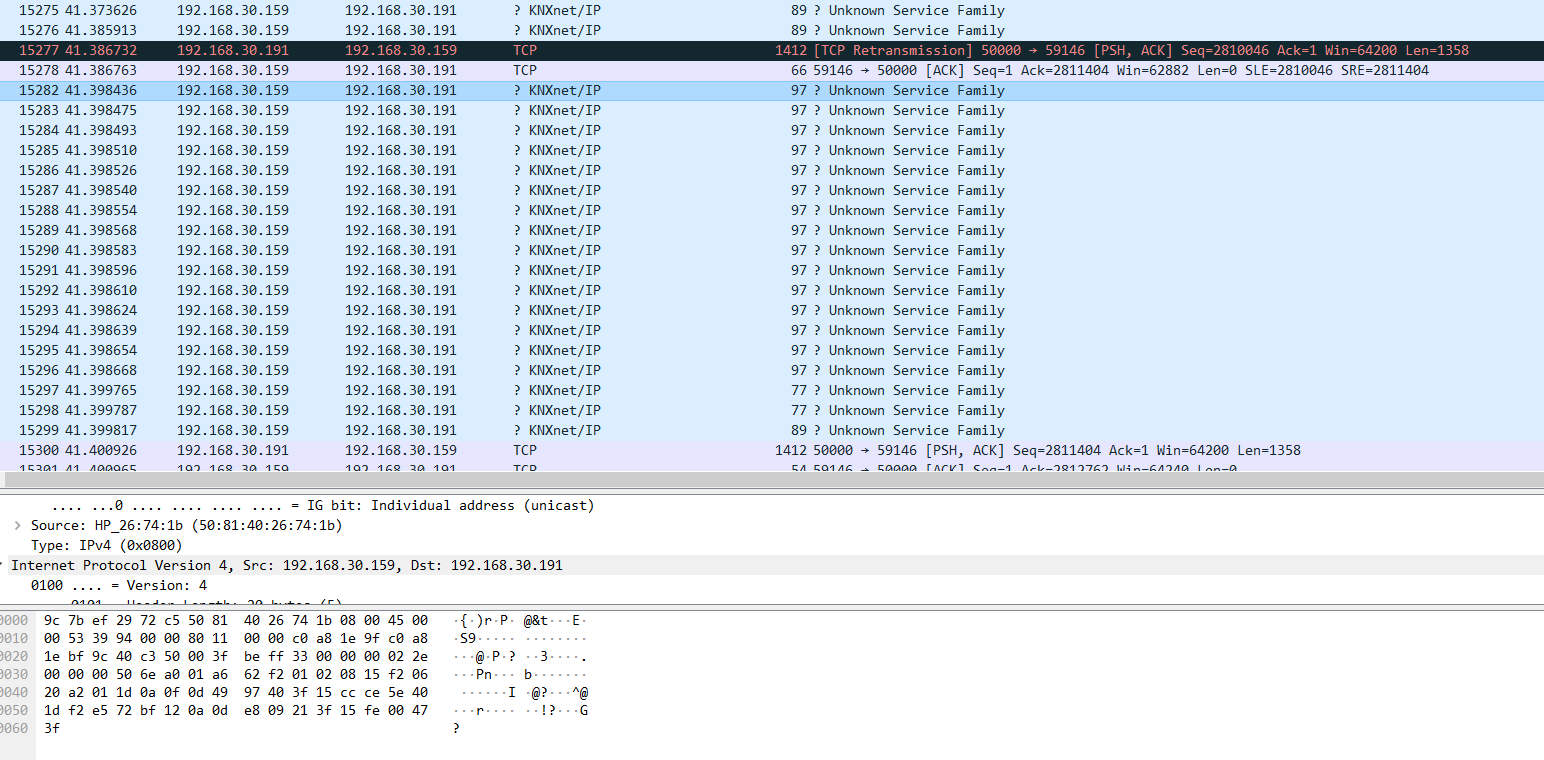 15275 41.373626 192.168.30.159 192.168.30.191 ? KNXnet/IP 89 ? Unknown Service Family
15276 41.385913 192.168.30.159 192.168.30.191 ? KNXnet/IP 89 ? Unknown Service Family
15277 41.386732 192.168.30.191 192.168.30.159 TCP 1412 [TCP Retransmission] 50000 → 59146 [PSH, ACK] Seq=2810046 Ack=1 Win=64200 Len=1358
15278 41.386763 192.168.30.159 192.168.30.191 TCP 66 59146 → 50000 [ACK] Seq=1 Ack=2811404 Win=62882 Len=0 SLE=2810046 SRE=2811404
15282 41.398436 192.168.30.159 192.168.30.191 ? KNXnet/IP 97 ? Unknown Service Family
15283 41.398475 192.168.30.159 192.168.30.191 ? KNXnet/IP 97 ? Unknown Service Family
15284 41.398493 192.168.30.159 192.168.30.191 ? KNXnet/IP 97 ? Unknown Service Family
15285 41.398510 192.168.30.159 192.168.30.191 ? KNXnet/IP 97 ? Unknown Service Family
15286 41.398526 192.168.30.159 192.168.30.191 ? KNXnet/IP 97 ? Unknown Service Family
15287 41.398540 192.168.30.159 192.168.30.191 ? KNXnet/IP 97 ? Unknown Service Family
15288 41.398554 192.168.30.159 192.168.30.191 ? KNXnet/IP 97 ? Unknown Service Family
15289 41.398568 192.168.30.159 192.168.30.191 ? KNXnet/IP 97 ? Unknown Service Family
15290 41.398583 192.168.30.159 192.168.30.191 ? KNXnet/IP 97 ? Unknown Service Family
15291 41.398596 192.168.30.159 192.168.30.191 ? KNXnet/IP 97 ? Unknown Service Family
15292 41.398610 192.168.30.159 192.168.30.191 ? KNXnet/IP 97 ? Unknown Service Family
15293 41.398624 192.168.30.159 192.168.30.191 ? KNXnet/IP 97 ? Unknown Service Family
15294 41.398639 192.168.30.159 192.168.30.191 ? KNXnet/IP 97 ? Unknown Service Family
15295 41.398654 192.168.30.159 192.168.30.191 ? KNXnet/IP 97 ? Unknown Service Family
15296 41.398668 192.168.30.159 192.168.30.191 ? KNXnet/IP 97 ? Unknown Service Family
15297 41.399765 192.168.30.159 192.168.30.191 ? KNXnet/IP 77 ? Unknown Service Family
15298 41.399787 192.168.30.159 192.168.30.191 ? KNXnet/IP 77 ? Unknown Service Family
15299 41.399817 192.168.30.159 192.168.30.191 ? KNXnet/IP 89 ? Unknown Service Family
15300 41.400926 192.168.30.191 192.168.30.159 TCP 1412 50000 → 59146 [PSH, ACK] Seq=2811404 Ack=1 Win=64200 Len=1358
15301 41.400965 192.168.30.159 192.168.30.191 TCP 54 59146 → 50000 [ACK] Seq=1 Ack=2812762 Win=64240 Len=0
.... ...0 .... .... .... .... = IG bit: Individual address (unicast)
Source: HP_26:74:1b (50:81:40:26:74:1b)
Type: IPv4 (0x0800)
Internet Protocol Version 4, Src: 192.168.30.159, Dst: 192.168.30.191
0100 .... = Version: 4
.... 0101 = Header Length: 20 bytes (5)
0000 9c 7b ef 29 72 c5 50 81 40 26 74 1b 08 00 45 00 ·{·)r·P· @&t···E·
0010 00 53 39 94 00 00 80 11 00 00 c0 a8 1e 9f c0 a8 ·S9····· ········
0020 1e bf 9c 40 c3 50 00 3f be ff 33 00 00 00 02 2e ···@·P·? ··3····.
0030 00 00 00 50 6e a0 01 a6 62 f2 01 02 08 15 f2 06 ···Pn··· b·······
0040 20 a2 01 1d 0a 0f 0d 49 97 40 3f 15 cc ce 5e 40 ······I ·@?···^@
0050 1d f2 e5 72 bf 12 0a 0d e8 09 21 3f 15 fe 00 47 ···r···· ··!?···G
0060 3f ?